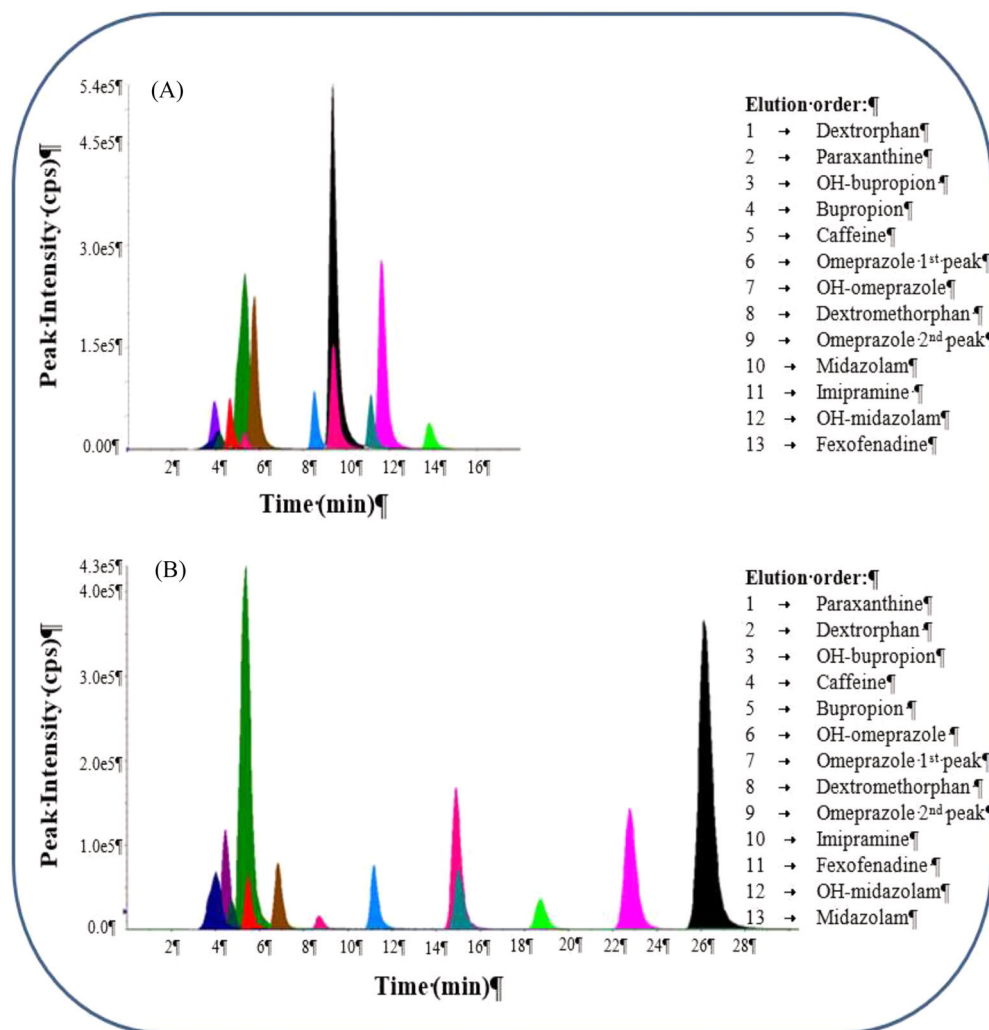 (A)
Peak·Intensity·(cps)¶
5.4e5¶
4.5e5¶
3.0e5¶
1.5e5¶
0.00¶
2¶ 4¶ 6¶ 8¶ 10¶ 12¶ 14¶ 16¶
Time·(min)¶
Elution·order:¶
1 → Dextrorphan¶
2 → Paraxanthine¶
3 → OH-bupropion¶
4 → Bupropion¶
5 → Caffeine¶
6 → Omeprazole·1st·peak¶
7 → OH-omeprazole¶
8 → Dextromethorphan·¶
9 → Omeprazole·2nd·peak¶
10 → Midazolam¶
11 → Imipramine·¶
12 → OH-midazolam¶
13 → Fexofenadine¶
(B)
Peak·Intensity·(cps)¶
4.3e5¶
4.0e5¶
3.0e5¶
2.0e5¶
1.0e5¶
0.0¶
2¶ 4¶ 6¶ 8¶ 10¶ 12¶ 14¶ 16¶ 18¶ 20¶ 22¶ 24¶ 26¶ 28¶
Time·(min)¶
Elution·order:¶
1 → Paraxanthine¶
2 → Dextrorphan·¶
3 → OH-bupropion¶
4 → Caffeine¶
5 → Bupropion·¶
6 → OH-omeprazole·¶
7 → Omeprazole·1st·peak¶
8 → Dextromethorphan¶
9 → Omeprazole·2nd·peak¶
10 → Imipramine¶
11 → Fexofenadine·¶
12 → OH-midazolam¶
13 → Midazolam¶